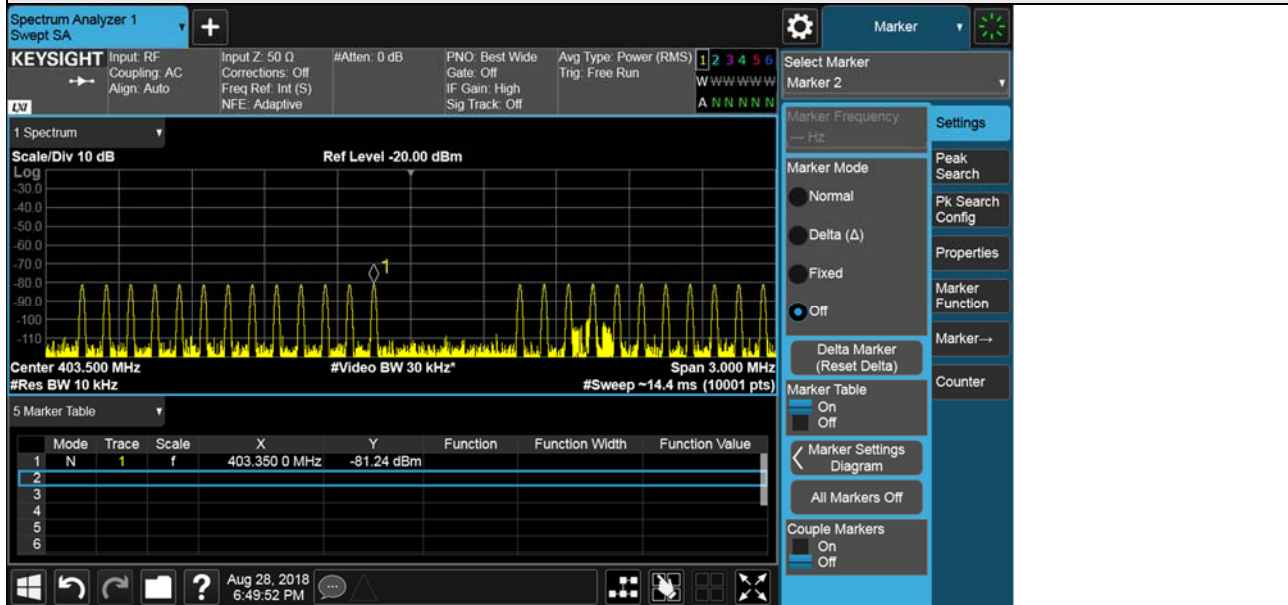 Spectrum Analyzer 1
Swept SA
+
Marker
KEYSIGHT
LXI
Input: RF
Coupling: AC
Align: Auto
Input Z: 50 Ω
Corrections: Off
Freq Ref: Int (S)
NFE: Adaptive
#Atten: 0 dB
PNO: Best Wide
Gate: Off
IF Gain: High
Sig Track: Off
Avg Type: Power (RMS)
Trig: Free Run
1 2 3 4 5 6
W W W W W W
A N N N N N
Select Marker
Marker 2
1 Spectrum
Scale/Div 10 dB
Ref Level -20.00 dBm
Log
-30.0
-40.0
-50.0
-60.0
-70.0
-80.0
-90.0
-100
-110
1
Center 403.500 MHz
#Video BW 30 kHz*
Span 3.000 MHz
#Res BW 10 kHz
#Sweep ~14.4 ms (10001 pts)
5 Marker Table
Mode Trace Scale X Y Function Function Width Function Value
1 N 1 f 403.350 0 MHz -81.24 dBm
2
3
4
5
6
Marker Frequency
--- Hz
Marker Mode
Normal
Delta (Δ)
Fixed
Off
Delta Marker
(Reset Delta)
Marker Table
On
Off
Marker Settings
Diagram
All Markers Off
Couple Markers
On
Off
Settings
Peak
Search
Pk Search
Config
Properties
Marker
Function
Marker→
Counter
?
Aug 28, 2018
6:49:52 PM